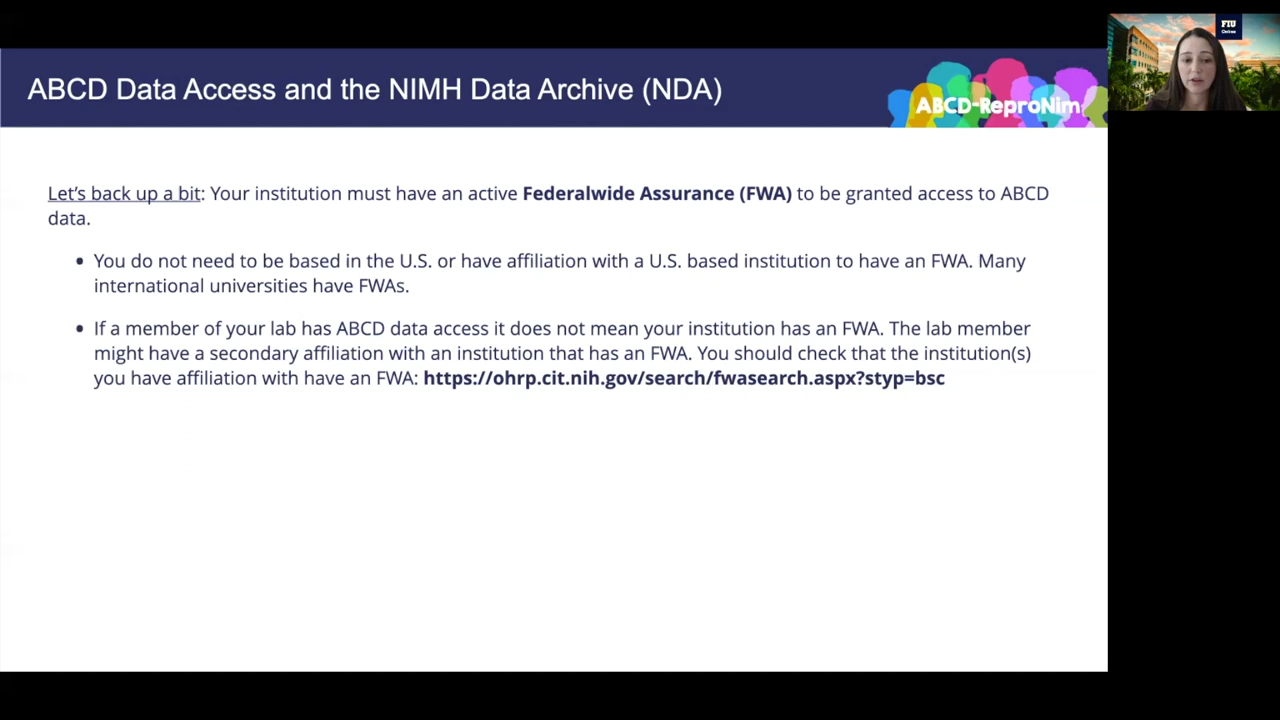 ABCD Data Access and the NIMH Data Archive (NDA)
ABCD-ReproNim
FIU
Online
Let's back up a bit: Your institution must have an active Federalwide Assurance (FWA) to be granted access to ABCD
data.
• You do not need to be based in the U.S. or have affiliation with a U.S. based institution to have an FWA. Many
international universities have FWAs.
• If a member of your lab has ABCD data access it does not mean your institution has an FWA. The lab member
might have a secondary affiliation with an institution that has an FWA. You should check that the institution(s)
you have affiliation with have an FWA: https://ohrp.cit.nih.gov/search/fwasearch.aspx?styp=bsc